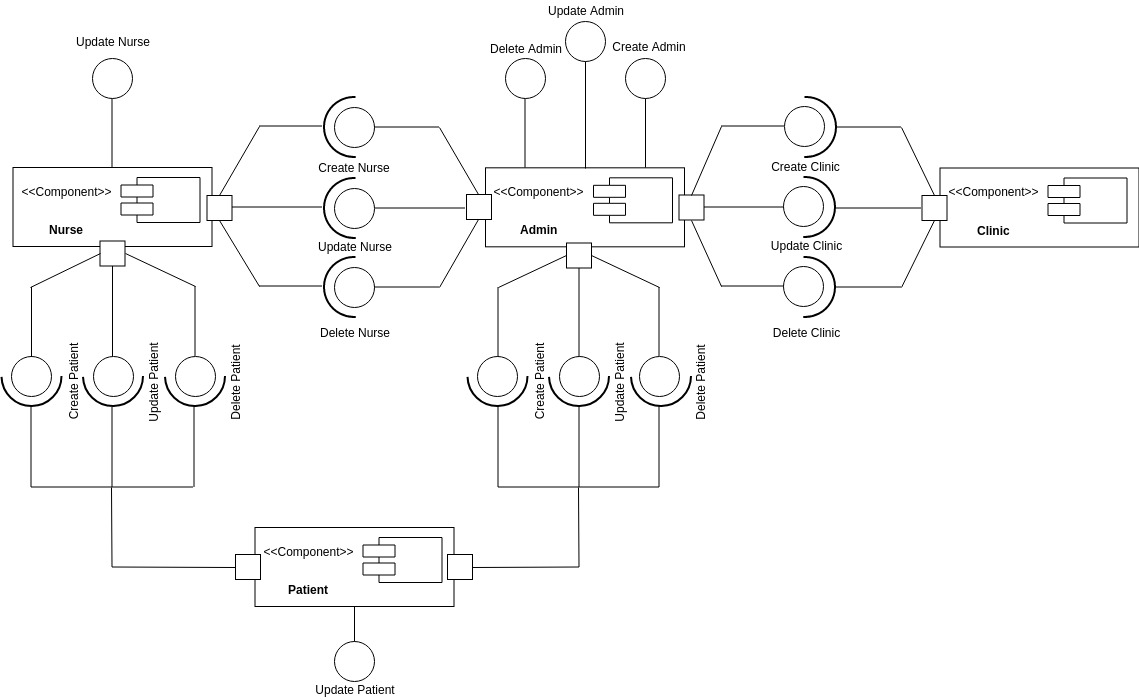 Update Admin
Update Nurse
Delete Admin
Create Admin
Create Nurse
Create Clinic
<<Component>>
Nurse
<<Component>>
Admin
<<Component>>
Clinic
Update Nurse
Update Clinic
Delete Nurse
Delete Clinic
Create Patient
Update Patient
Delete Patient
Create Patient
Update Patient
Delete Patient
<<Component>>
Patient
Update Patient